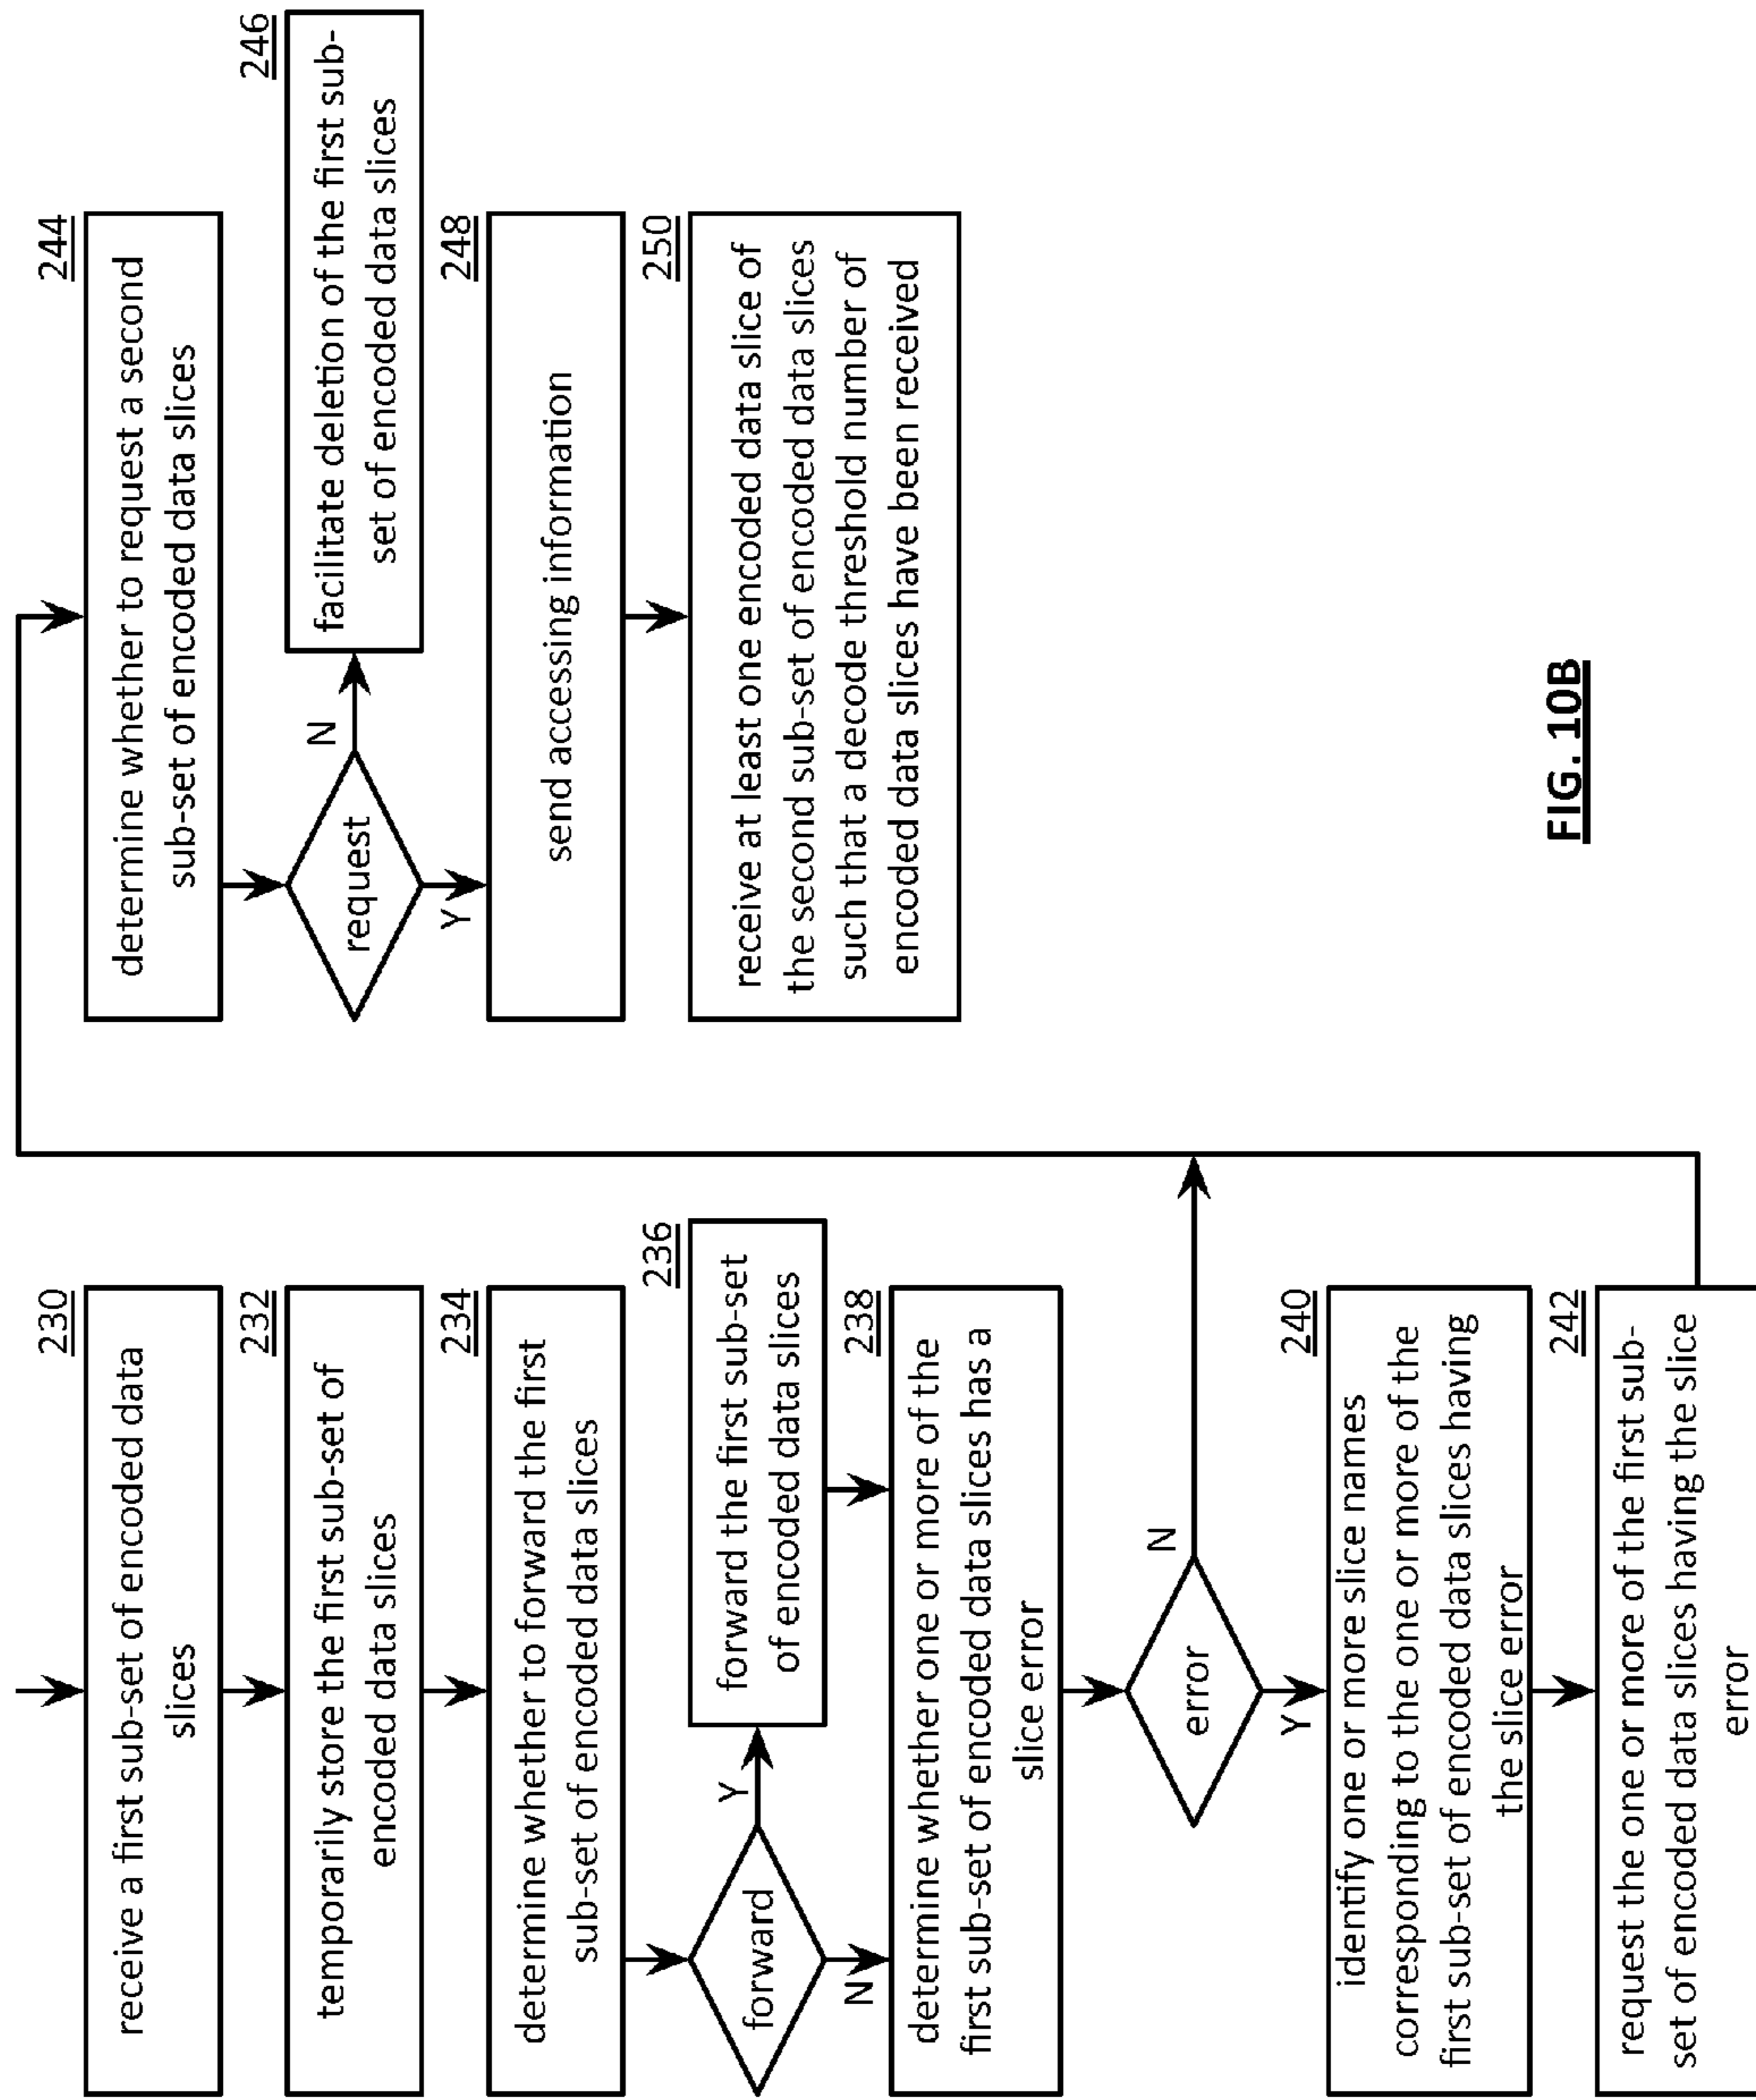 230
receive a first sub-set of encoded data
slices
232
temporarily store the first sub-set of
encoded data slices
234
determine whether to forward the first
sub-set of encoded data slices
forward
Y
N
236
forward the first sub-set
of encoded data slices
238
determine whether one or more of the
first sub-set of encoded data slices has a
slice error
error
N
Y
240
identify one or more slice names
corresponding to the one or more of the
first sub-set of encoded data slices having
the slice error
242
request the one or more of the first sub-
set of encoded data slices having the slice
error
244
determine whether to request a second
sub-set of encoded data slices
request
N
Y
246
facilitate deletion of the first sub-
set of encoded data slices
248
send accessing information
250
receive at least one encoded data slice of
the second sub-set of encoded data slices
such that a decode threshold number of
encoded data slices have been received
FIG. 10B